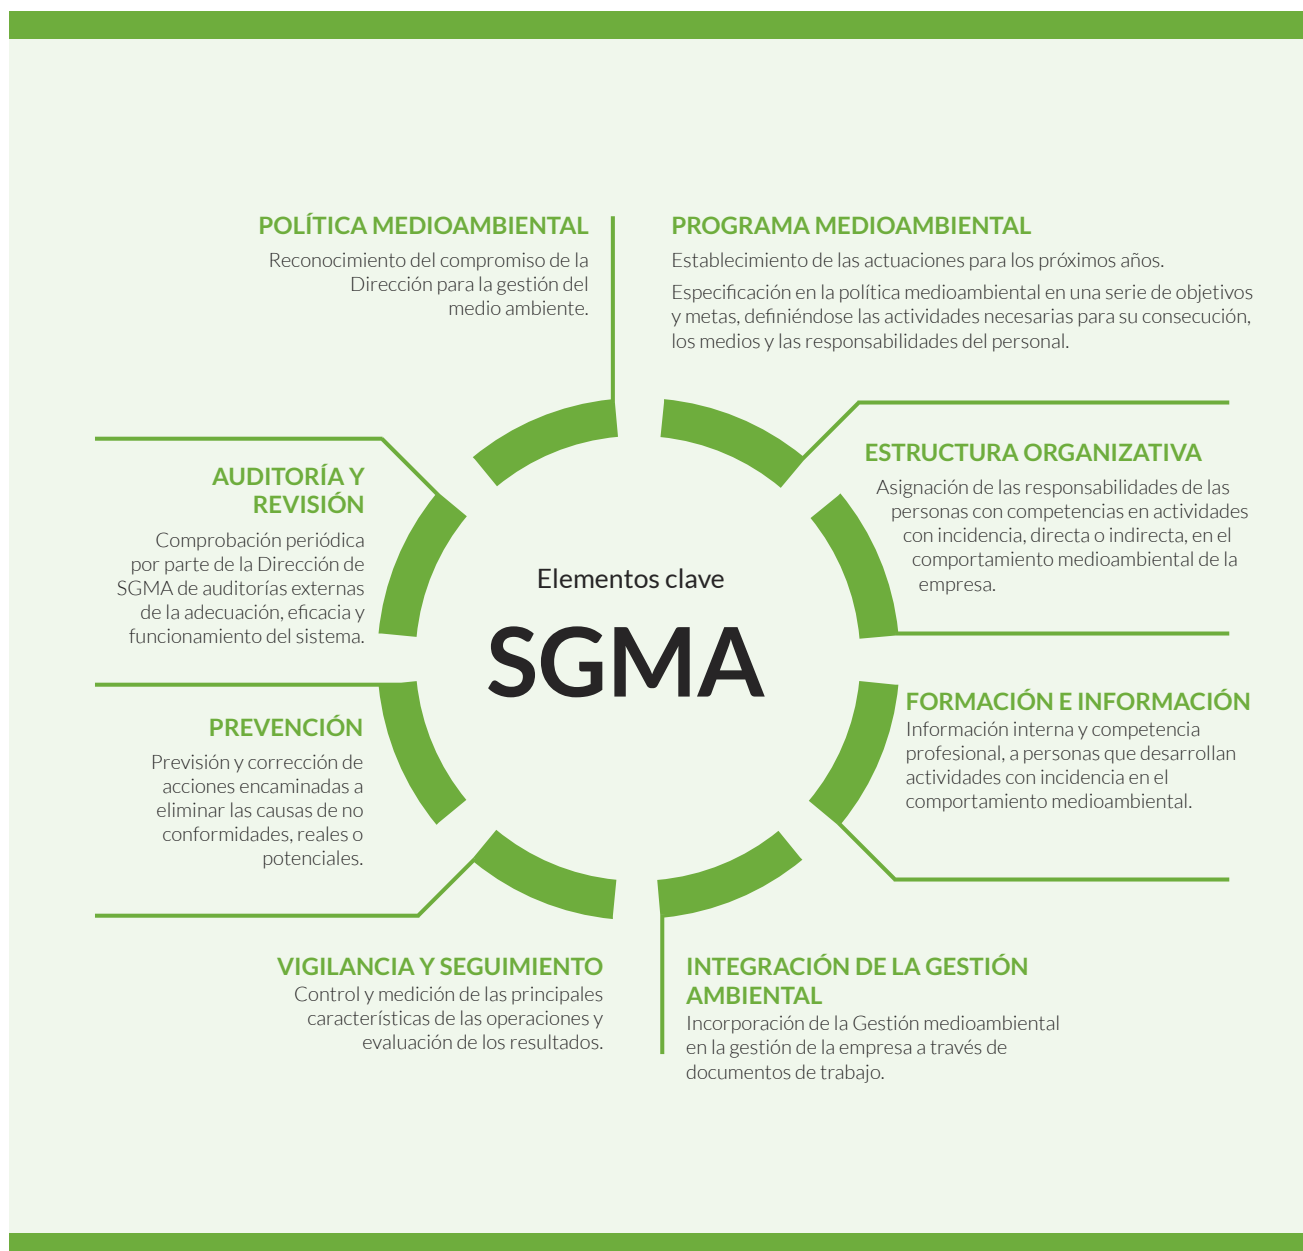 POLÍTICA MEDIOAMBIENTAL
Reconocimiento del compromiso de la
Dirección para la gestión del
medio ambiente.
PROGRAMA MEDIOAMBIENTAL
Establecimiento de las actuaciones para los próximos años.
Especificación en la política medioambiental en una serie de objetivos
y metas, definiéndose las actividades necesarias para su consecución,
los medios y las responsabilidades del personal.
ESTRUCTURA ORGANIZATIVA
Asignación de las responsabilidades de las
personas con competencias en actividades
con incidencia, directa o indirecta, en el
comportamiento medioambiental de la
empresa.
AUDITORÍA Y
REVISIÓN
Comprobación periódica
por parte de la Dirección de
SGMA de auditorías externas
de la adecuación, eficacia y
funcionamiento del sistema.
Elementos clave
SGMA
FORMACIÓN E INFORMACIÓN
Información interna y competencia
profesional, a personas que desarrollan
actividades con incidencia en el
comportamiento medioambiental.
PREVENCIÓN
Previsión y corrección de
acciones encaminadas a
eliminar las causas de no
conformidades, reales o
potenciales.
VIGILANCIA Y SEGUIMIENTO
Control y medición de las principales
características de las operaciones y
evaluación de los resultados.
INTEGRACIÓN DE LA GESTIÓN
AMBIENTAL
Incorporación de la Gestión medioambiental
en la gestión de la empresa a través de
documentos de trabajo.